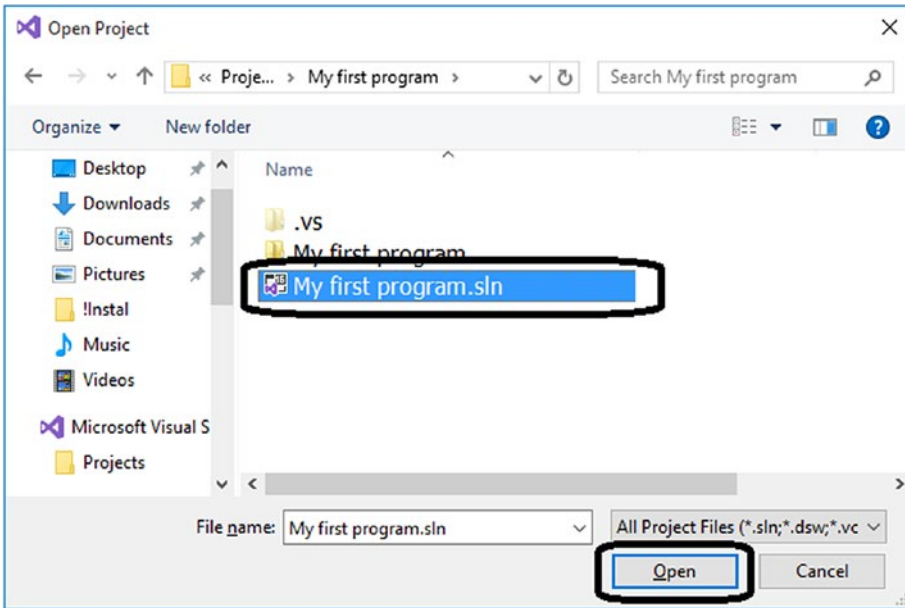 Open Project
« Proje... > My first program >
Search My first program
Organize
New folder
Name
Desktop
Downloads
Documents
Pictures
!Instal
Music
Videos
Microsoft Visual S
Projects
.vs
My first program
My first program.sln
File name: My first program.sln
All Project Files (*.sln;*.dsw;*.vc
Open
Cancel